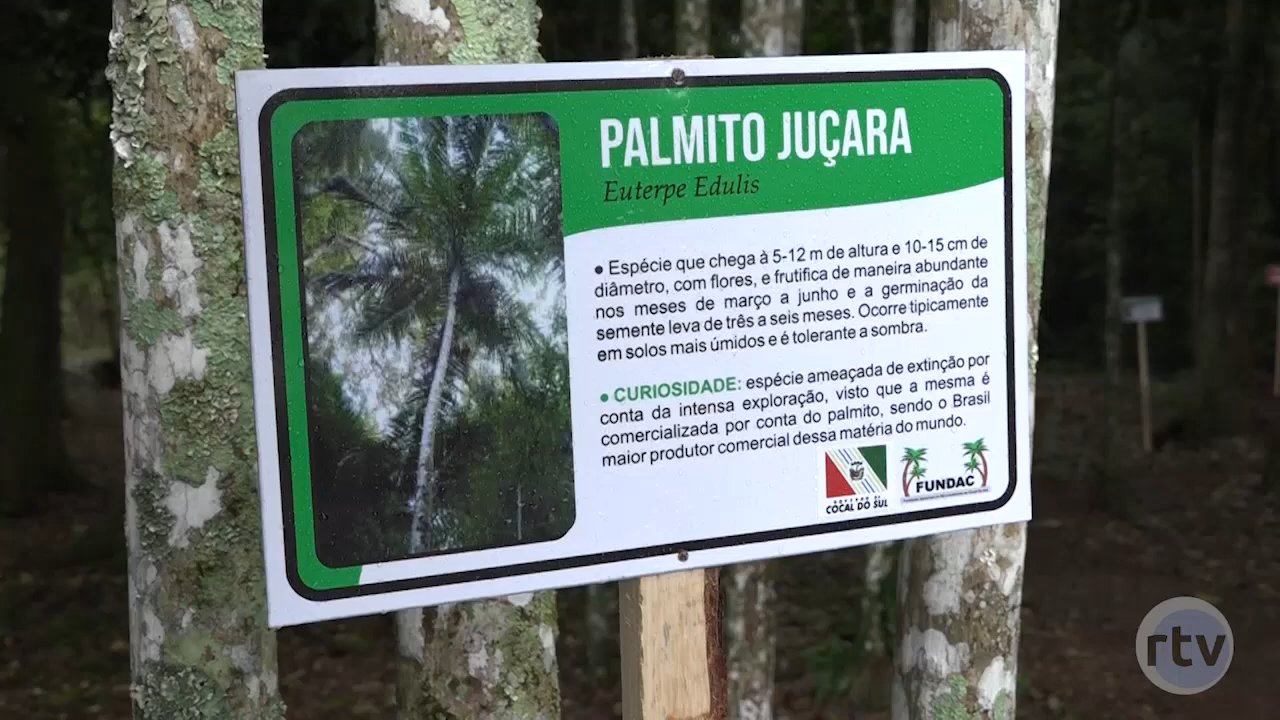 PALMITO JUÇARA
Euterpe Edulis
• Espécie que chega à 5-12 m de altura e 10-15 cm de
diâmetro, com flores, e frutifica de maneira abundante
nos meses de março a junho e a germinação da
semente leva de três a seis meses. Ocorre tipicamente
em solos mais úmidos e é tolerante a sombra.
• CURIOSIDADE: espécie ameaçada de extinção por
conta da intensa exploração, visto que a mesma é
comercializada por conta do palmito, sendo o Brasil
maior produtor comercial dessa matéria do mundo.
GOVERNO DE
COCAL DO SUL
FUNDAC
rtv